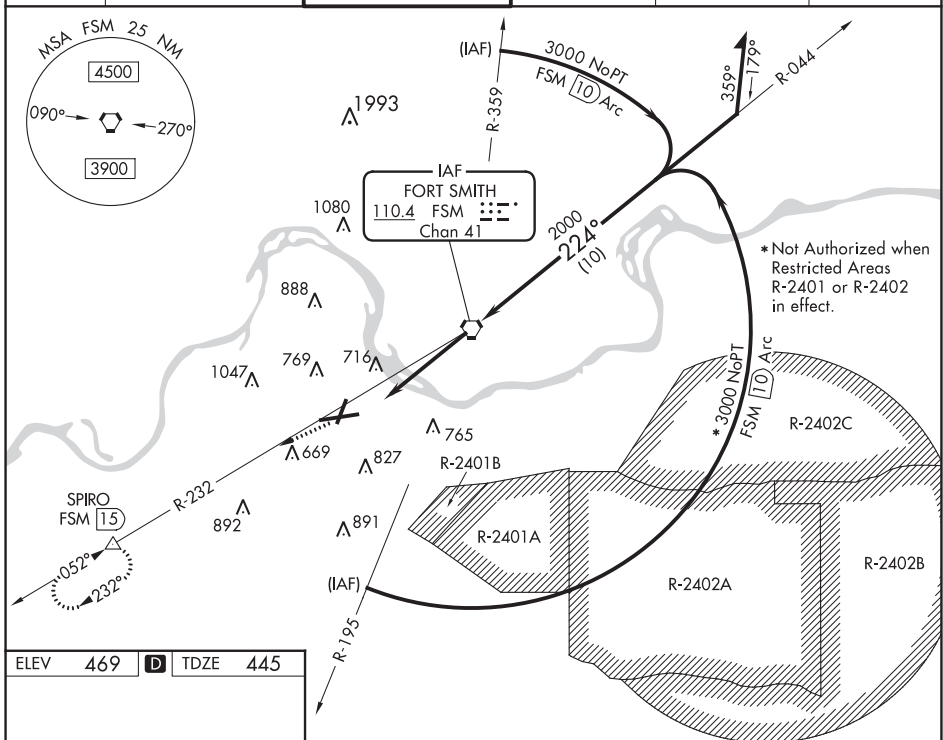 MSA FSM 25 NM
4500
090°
270°
3900
(IAF)
3000 NoPT
FSM 10 Arc
R-359
359°
179°
R-044
1993
IAF
FORT SMITH
110.4 FSM
Chan 41
1080
2000
224°
(10)
* Not Authorized when
Restricted Areas
R-2401 or R-2402
in effect.
888
1047
769
716
* 3000 NoPT
FSM 10 Arc
R-2402C
765
669
827
R-2401B
SPIRO
FSM 15
R-232
892
891
R-2401A
052°
232°
(IAF)
R-2402A
R-2402B
R-195
ELEV 469 D TDZE 445